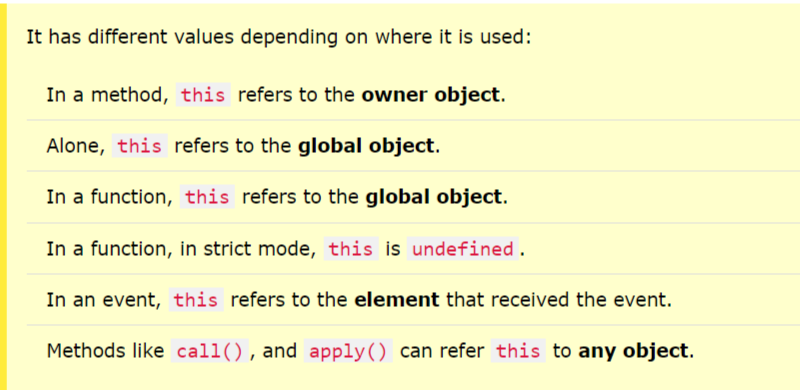 It has different values depending on where it is used:
In a method, this refers to the owner object.
Alone, this refers to the global object.
In a function, this refers to the global object.
In a function, in strict mode, this is undefined.
In an event, this refers to the element that received the event.
Methods like call(), and apply() can refer this to any object.